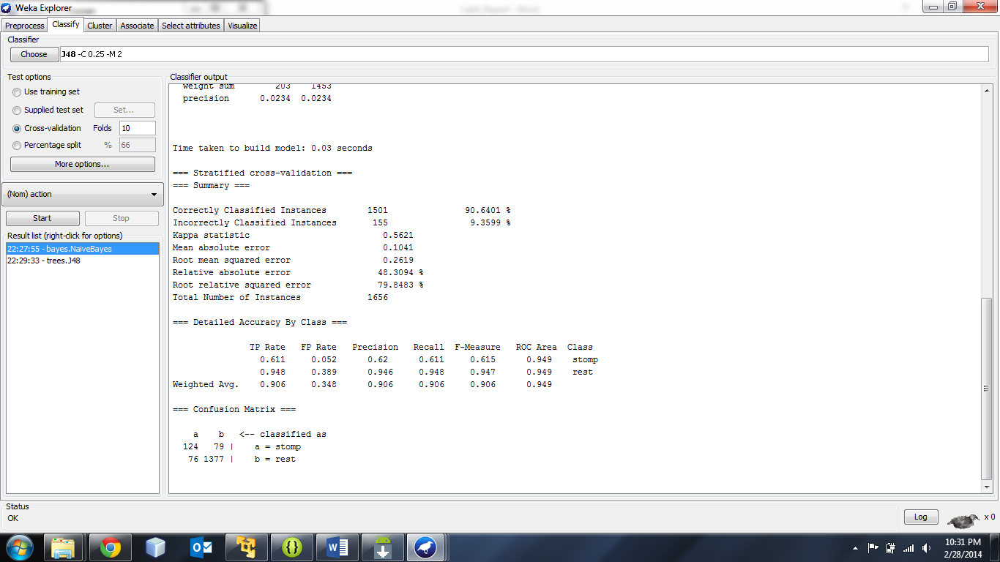 Weka Explorer
Preprocess Classify Cluster Associate Select attributes Visualize
Classifier
Choose J48 -C 0.25 -M 2
Test options
Use training set
Supplied test set Set...
Cross-validation Folds 10
Percentage split % 66
More options...
(Nom) action
Start Stop
Result list (right-click for options)
22:27:55 - bayes.NaiveBayes
22:29:33 - trees.J48
Classifier output
weight sum 203 1453
precision 0.0234 0.0234
Time taken to build model: 0.03 seconds
=== Stratified cross-validation ===
=== Summary ===
Correctly Classified Instances 1501 90.6401 %
Incorrectly Classified Instances 155 9.3599 %
Kappa statistic 0.5621
Mean absolute error 0.1041
Root mean squared error 0.2619
Relative absolute error 48.3094 %
Root relative squared error 79.8483 %
Total Number of Instances 1656
=== Detailed Accuracy By Class ===
TP Rate FP Rate Precision Recall F-Measure ROC Area Class
0.611 0.052 0.62 0.611 0.615 0.949 stomp
0.948 0.389 0.946 0.948 0.947 0.949 rest
Weighted Avg. 0.906 0.348 0.906 0.906 0.906 0.949
=== Confusion Matrix ===
a b <-- classified as
124 79 | a = stomp
76 1377 | b = rest
Status
OK
Log x 0
10:31 PM
2/28/2014